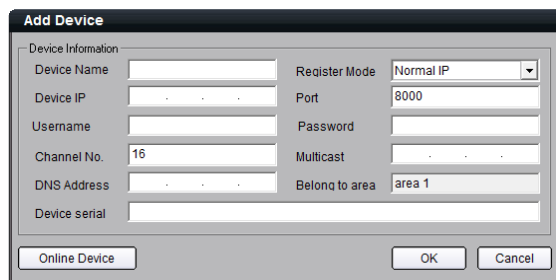 Add Device
Device Information
Device Name
Register Mode Normal IP
Device IP . . .
Port 8000
Username
Password
Channel No. 16
Multicast . . .
DNS Address . . .
Belong to area area 1
Device serial
Online Device
OK
Cancel